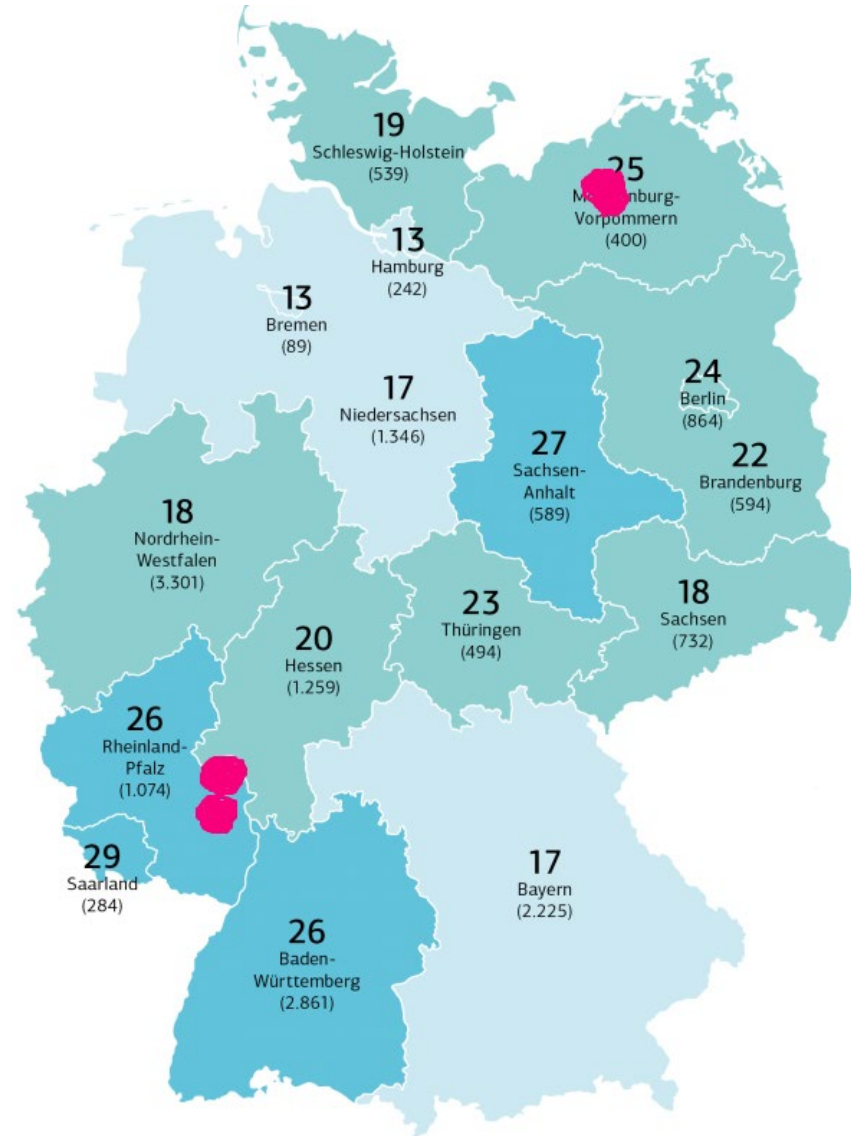 19
Schleswig-Holstein
(539)
25
Vorpommern
(400)
13
Hamburg
(242)
13
Bremen
(89)
17
Niedersachsen
(1.346)
24
Berlin
(864)
27
Sachsen-
Anhalt
(589)
22
Brandenburg
(594)
18
Nordrhein-
Westfalen
(3.301)
23
Thüringen
(494)
18
Sachsen
(732)
20
Hessen
(1.259)
26
Rheinland-
Pfalz
(1.074)
29
Saarland
(284)
17
Bayern
(2.225)
26
Baden-
Württemberg
(2.861)